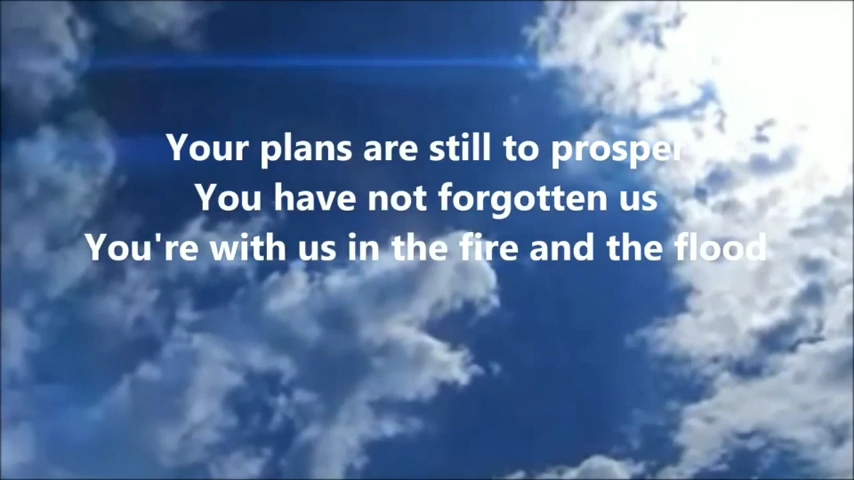 Your plans are still to prosper
You have not forgotten us
You're with us in the fire and the flood